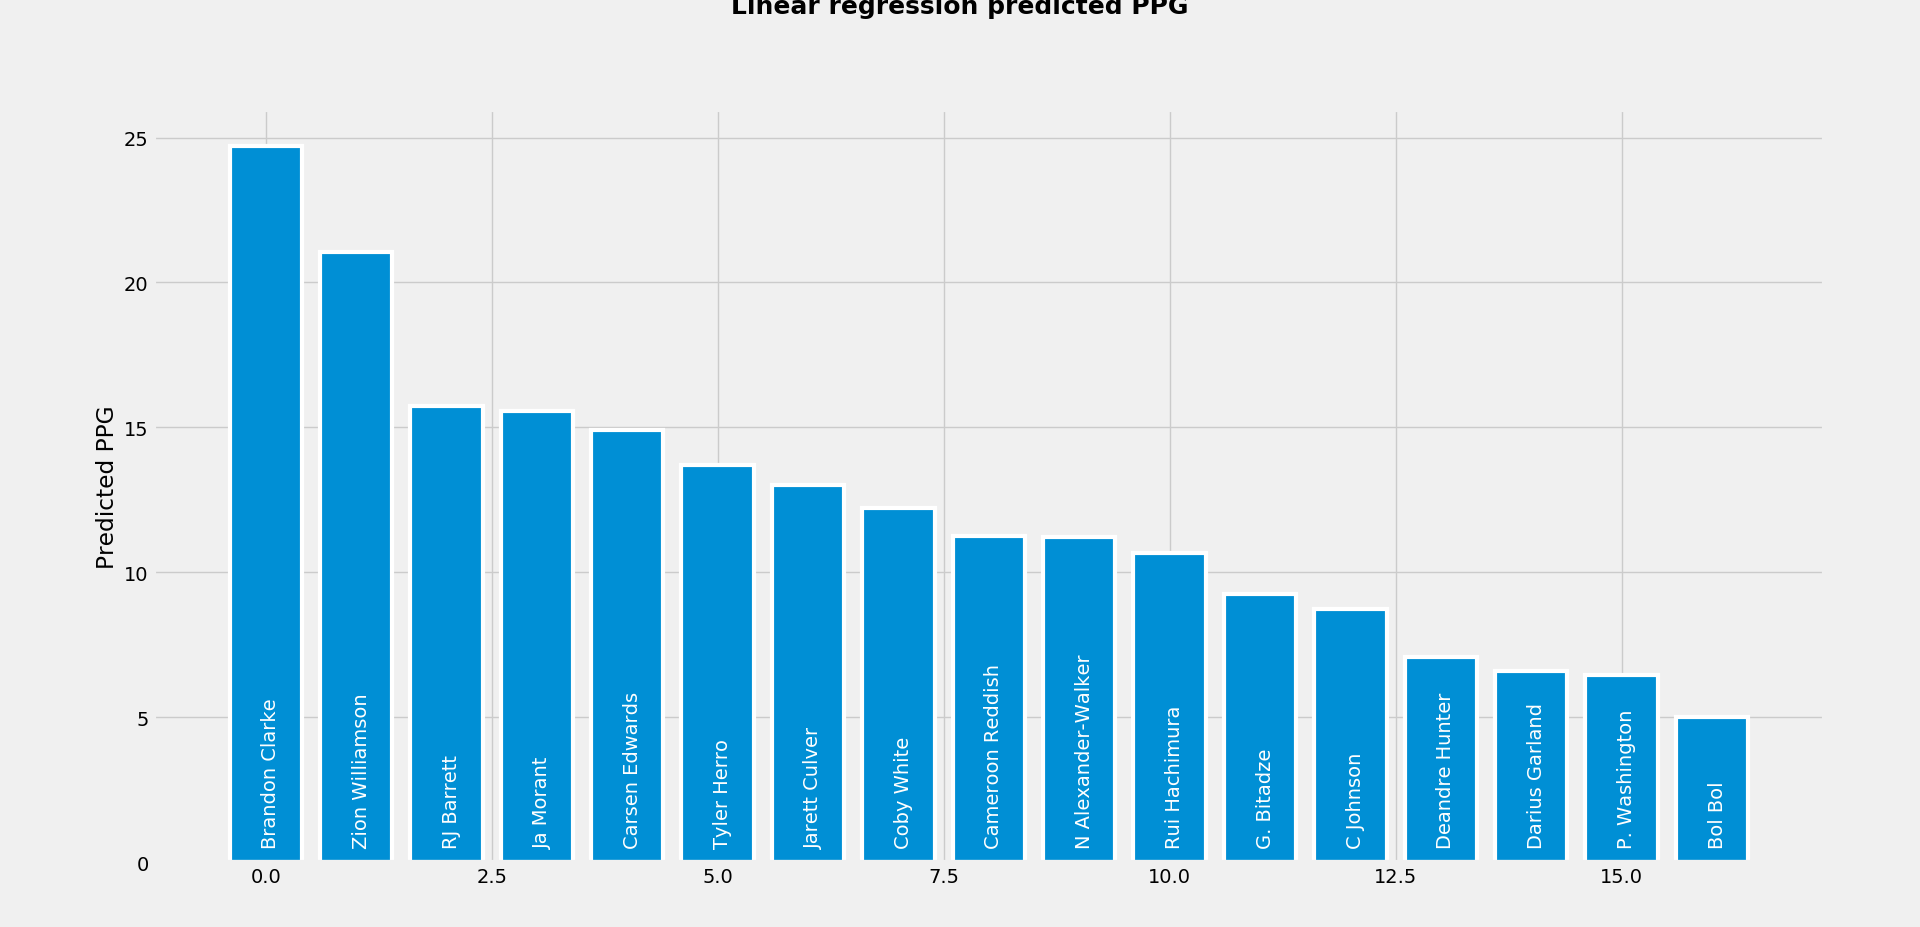 Linear regression predicted PPG
Predicted PPG
25
20
15
10
5
0
Brandon Clarke
Zion Williamson
RJ Barrett
Ja Morant
Carsen Edwards
Tyler Herro
Jarett Culver
Coby White
Cameroon Reddish
N Alexander-Walker
Rui Hachimura
G. Bitadze
C Johnson
Deandre Hunter
Darius Garland
P. Washington
Bol Bol
0.0 2.5 5.0 7.5 10.0 12.5 15.0